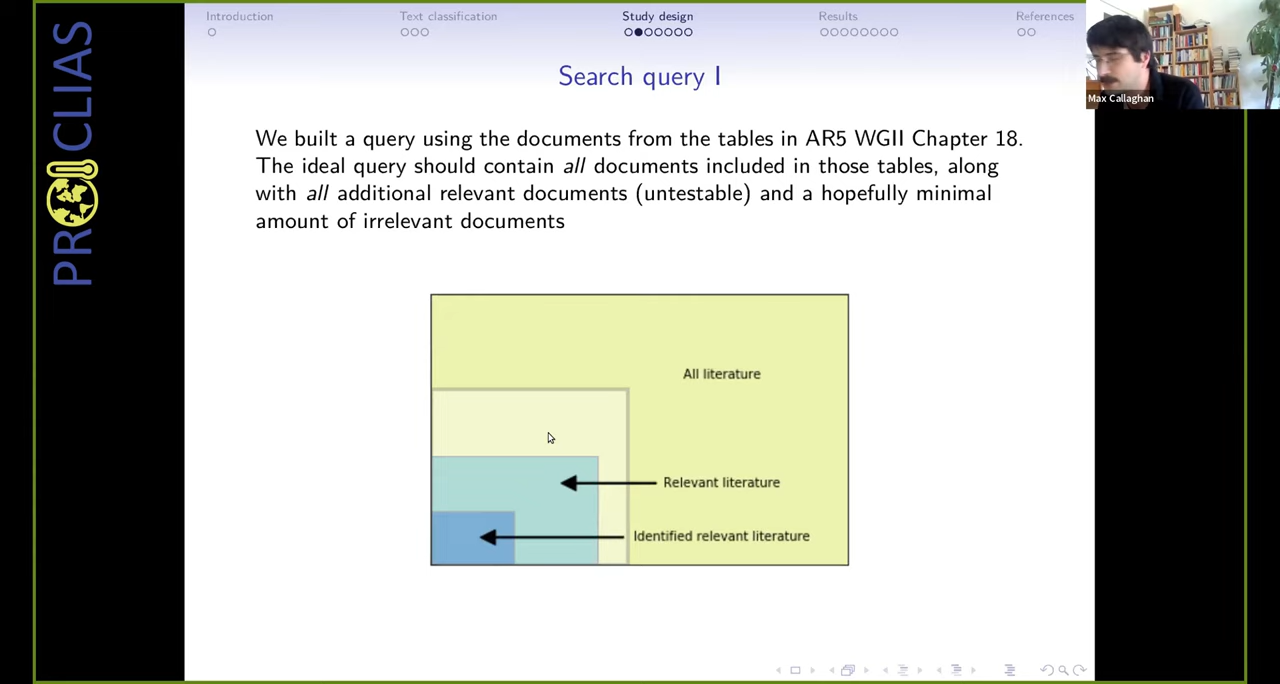 Introduction
Text classification
Study design
Results
References
PROCLIAS
Max Callaghan
Search query I
We built a query using the documents from the tables in AR5 WGII Chapter 18.
The ideal query should contain all documents included in those tables, along
with all additional relevant documents (untestable) and a hopefully minimal
amount of irrelevant documents
All literature
Relevant literature
Identified relevant literature